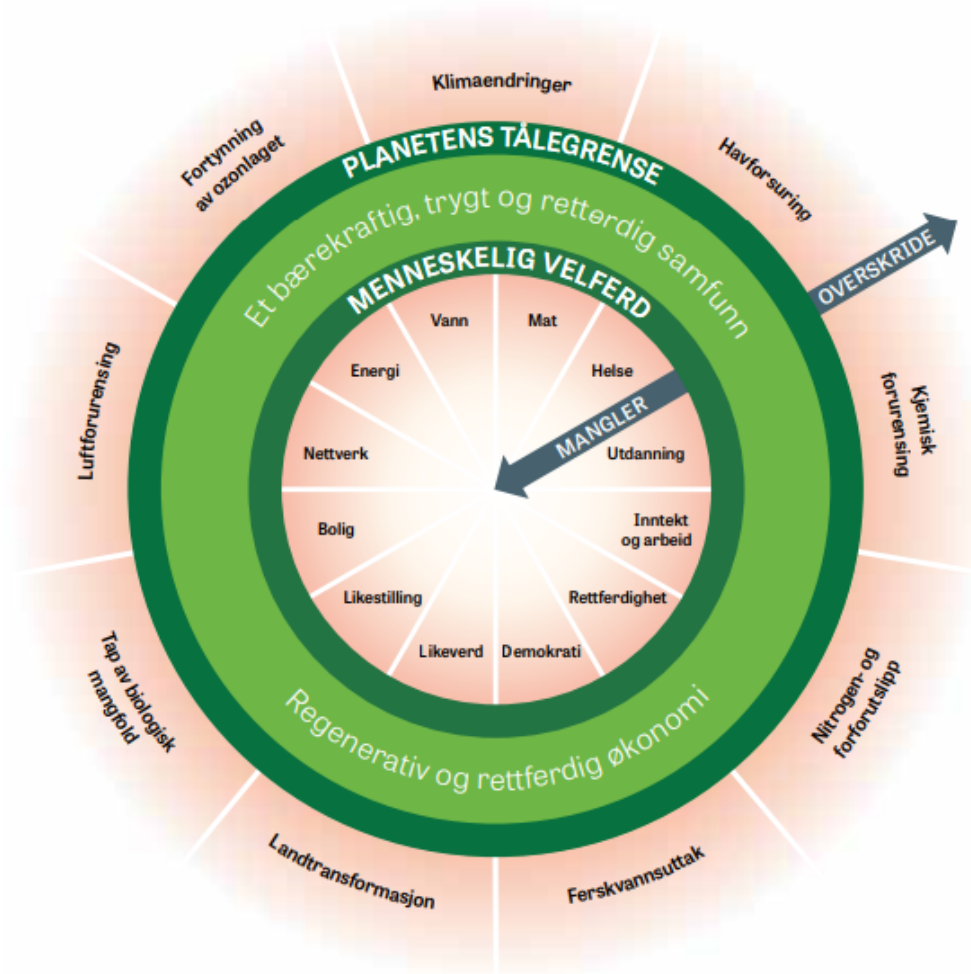 Klimaendringer
Havforsuring
Kjemisk
forurensing
Nitrogen-og
forforutslipp
Ferskvannsuttak
Landtransformasjon
Tap av biologisk
mangfold
Luftforurensing
Fortynning
av ozonlaget
PLANETENS TÅLEGRENSE
OVERSKRIDE
Et bærekraftig, trygt og retterdig samfunn
MENNESKELIG VELFERD
Vann
Mat
Energi
Helse
MANGLER
Nettverk
Utdanning
Bolig
Inntekt
og arbeid
Likestilling
Rettferdighet
Likeverd
Demokrati
Regenerativ og rettferdig økonomi